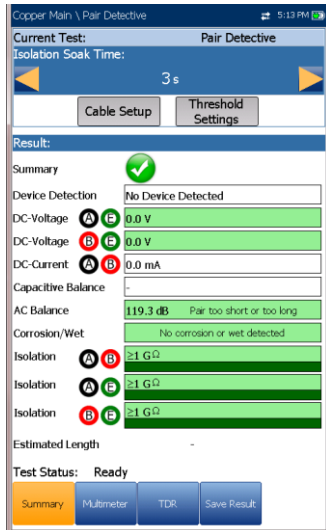 Copper Main \ Pair Detective 5:13 PM
Current Test: Pair Detective
Isolation Soak Time:
3 s
Cable Setup
Threshold
Settings
Result:
Summary
Device Detection No Device Detected
DC-Voltage A E 0.0 V
DC-Voltage B E 0.0 V
DC-Current A B 0.0 mA
Capacitive Balance -
AC Balance 119.3 dB Pair too short or too long
Corrosion/Wet No corrosion or wet detected
Isolation A B ≥1 GΩ
Isolation A E ≥1 GΩ
Isolation B E ≥1 GΩ
Estimated Length -
Test Status: Ready
Summary Multimeter TDR Save Result